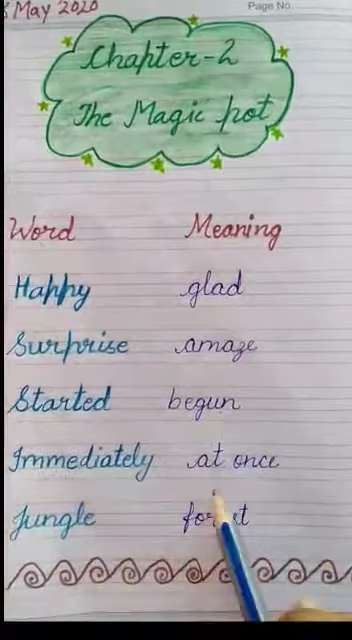 May 2020
Page No.
Chapter-2
The Magic pot
Word Meaning
Happy glad
Surprise amaze
Started begun
Immediately at once
Jungle